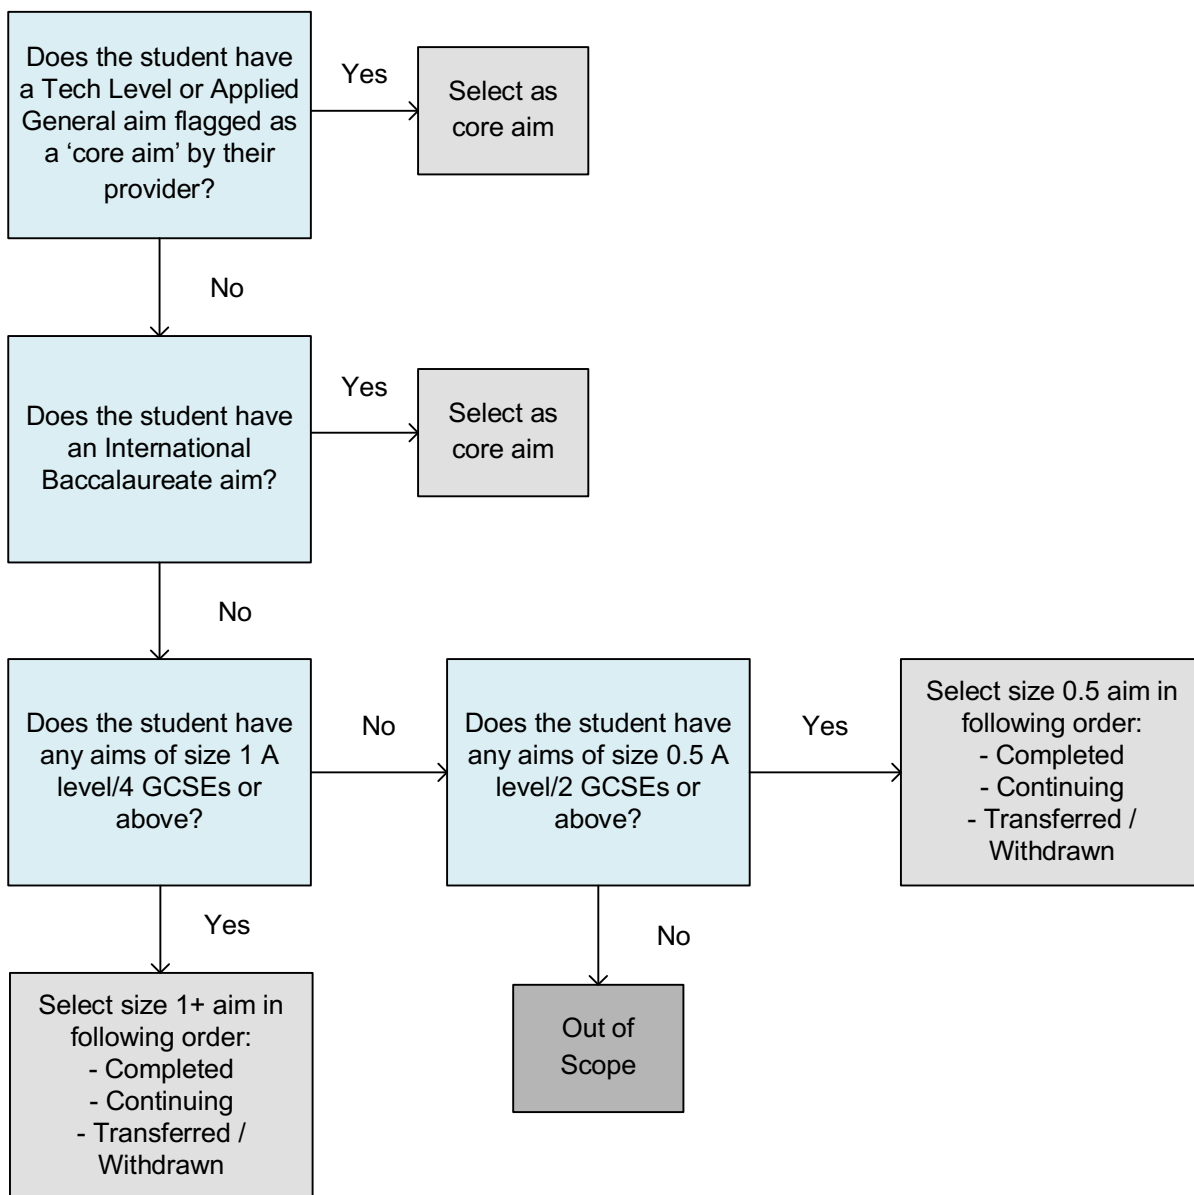 Does the student have
a Tech Level or Applied
General aim flagged as
a ‘core aim’ by their
provider?
Yes
Select as
core aim
No
Does the student have
an International
Baccalaureate aim?
Yes
Select as
core aim
No
Does the student have
any aims of size 1 A
level/4 GCSEs or
above?
No
Does the student have
any aims of size 0.5 A
level/2 GCSEs or
above?
Yes
Select size 0.5 aim in
following order:
- Completed
- Continuing
- Transferred /
Withdrawn
Yes
Select size 1+ aim in
following order:
- Completed
- Continuing
- Transferred /
Withdrawn
No
Out of
Scope